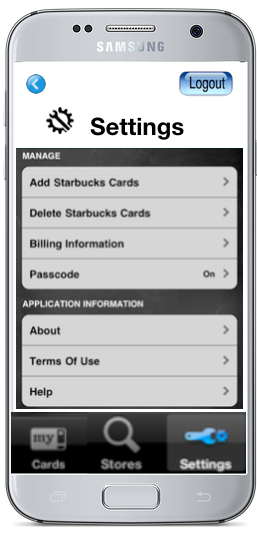 SAMSUNG
Logout
Settings
MANAGE
Add Starbucks Cards
Delete Starbucks Cards
Billing Information
Passcode On
APPLICATION INFORMATION
About
Terms Of Use
Help
my
Cards Stores Settings